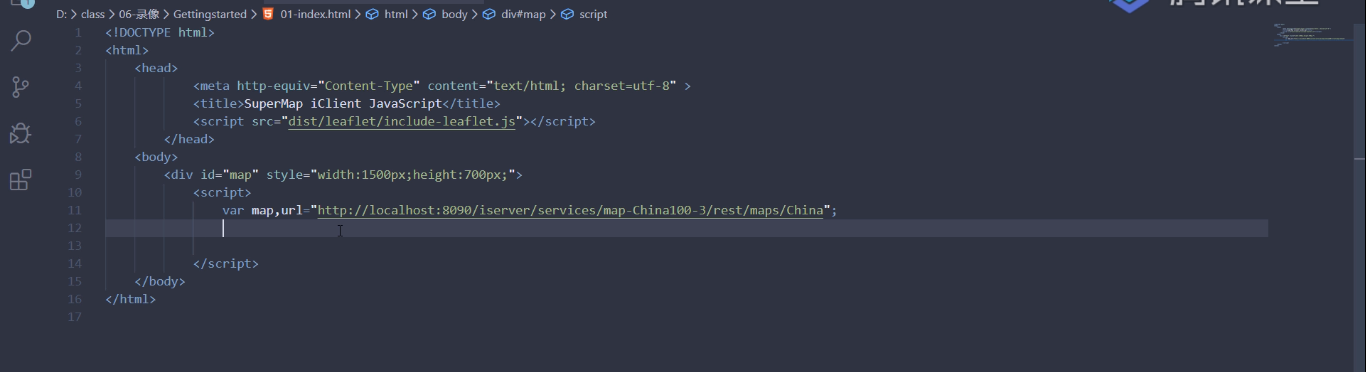 D: > class > 06-录像 > Gettingstarted > 01-index.html > html > body > div#map > script
1 <!DOCTYPE html>
2 <html>
3 <head>
4 <meta http-equiv="Content-Type" content="text/html; charset=utf-8" >
5 <title>SuperMap iClient JavaScript</title>
6 <script src="dist/leaflet/include-leaflet.js"></script>
7 </head>
8 <body>
9 <div id="map" style="width:1500px;height:700px;">
10 <script>
11 var map,url="http://localhost:8090/iserver/services/map-China100-3/rest/maps/China";
12
13
14 </script>
15 </body>
16 </html>
17